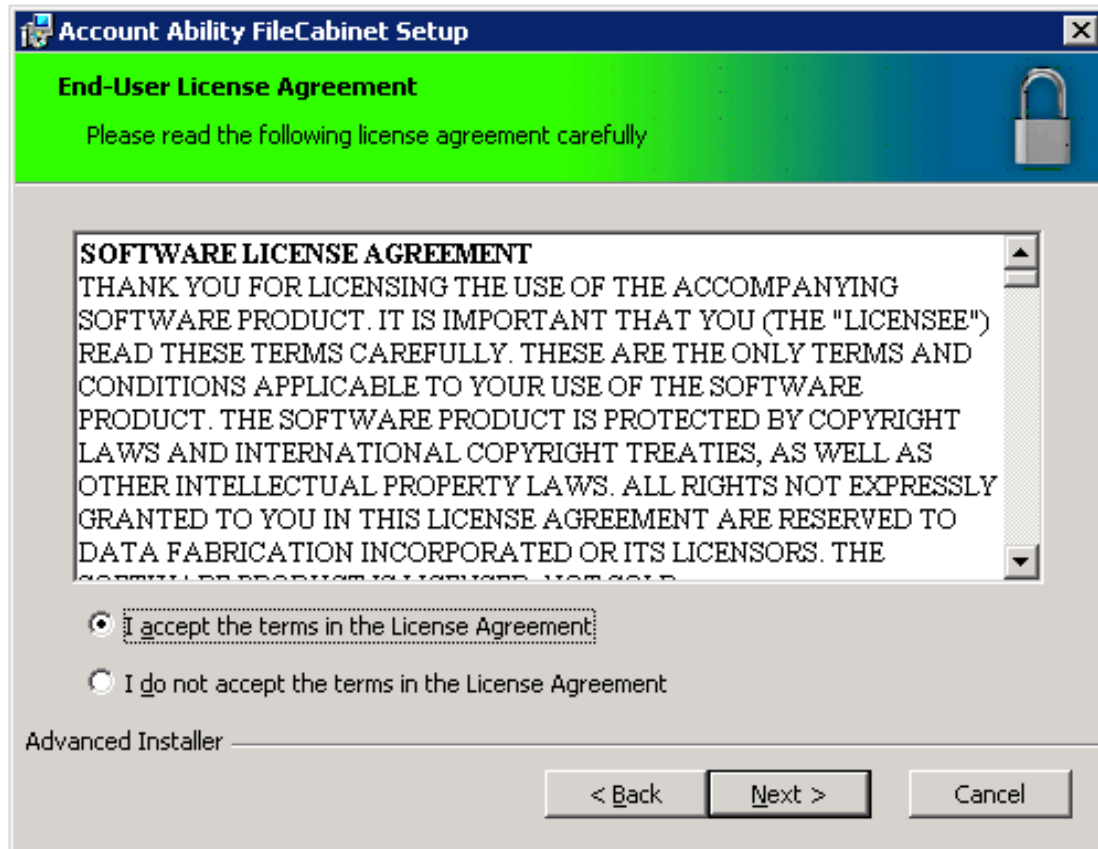 Account Ability FileCabinet Setup
End-User License Agreement
Please read the following license agreement carefully
SOFTWARE LICENSE AGREEMENT
THANK YOU FOR LICENSING THE USE OF THE ACCOMPANYING
SOFTWARE PRODUCT. IT IS IMPORTANT THAT YOU (THE "LICENSEE")
READ THESE TERMS CAREFULLY. THESE ARE THE ONLY TERMS AND
CONDITIONS APPLICABLE TO YOUR USE OF THE SOFTWARE
PRODUCT. THE SOFTWARE PRODUCT IS PROTECTED BY COPYRIGHT
LAWS AND INTERNATIONAL COPYRIGHT TREATIES, AS WELL AS
OTHER INTELLECTUAL PROPERTY LAWS. ALL RIGHTS NOT EXPRESSLY
GRANTED TO YOU IN THIS LICENSE AGREEMENT ARE RESERVED TO
DATA FABRICATION INCORPORATED OR ITS LICENSORS. THE
SOFTWARE PRODUCT IS LICENSED, NOT SOLD.
I accept the terms in the License Agreement
I do not accept the terms in the License Agreement
Advanced Installer
< Back
Next >
Cancel